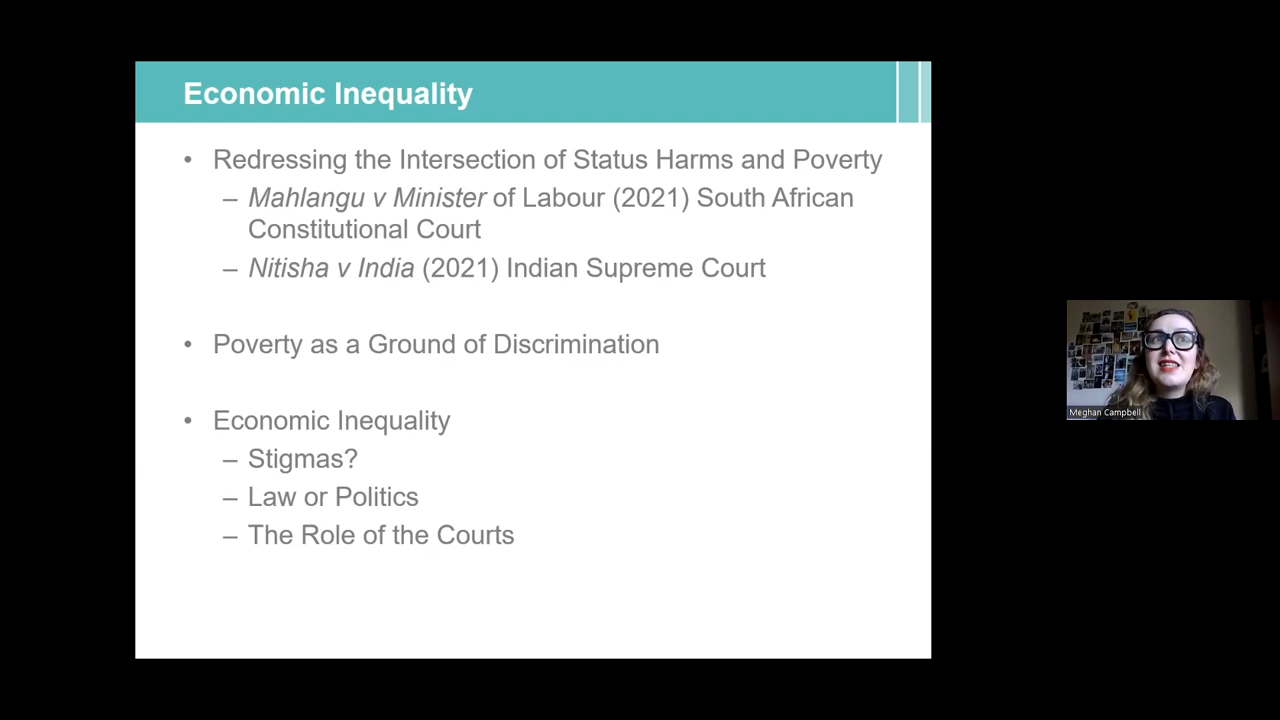 Economic Inequality
• Redressing the Intersection of Status Harms and Poverty
– Mahlangu v Minister of Labour (2021) South African
Constitutional Court
– Nitisha v India (2021) Indian Supreme Court
• Poverty as a Ground of Discrimination
• Economic Inequality
– Stigmas?
– Law or Politics
– The Role of the Courts
Meghan Campbell